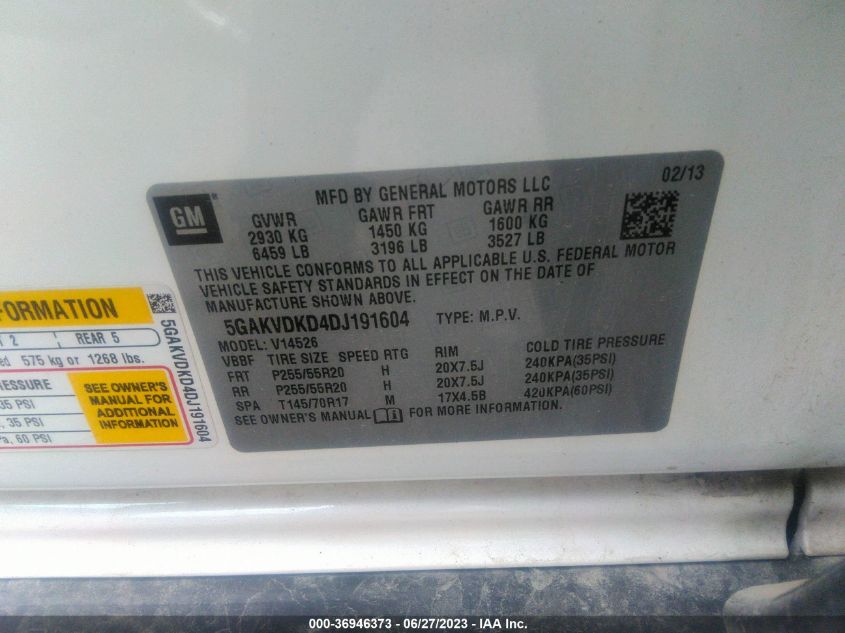 02/13
GM
MFD BY GENERAL MOTORS LLC
GVWR GAWR FRT GAWR RR
2930 KG 1450 KG 1600 KG
6459 LB 3196 LB 3527 LB
THIS VEHICLE CONFORMS TO ALL APPLICABLE U.S. FEDERAL MOTOR
VEHICLE SAFETY STANDARDS IN EFFECT ON THE DATE OF
MANUFACTURE SHOWN ABOVE.
5GAKVDKD4DJ191604 TYPE: M.P.V.
MODEL: V14526
VBBF TIRE SIZE SPEED RTG RIM COLD TIRE PRESSURE
FRT P255/55R20 H 20X7.5J 240KPA(35PSI)
RR P255/55R20 H 20X7.5J 240KPA(35PSI)
SPA T145/70R17 M 17X4.5B 420KPA(60PSI)
SEE OWNER'S MANUAL FOR MORE INFORMATION.
FORMATION
2 REAR 5
ed 575 kg or 1268 lbs.
RESSURE
35 PSI
, 35 PSI
a, 60 PSI
SEE OWNER'S
MANUAL FOR
ADDITIONAL
INFORMATION
5GAKVDKD4DJ191604
000-36946373 - 06/27/2023 - IAA Inc.